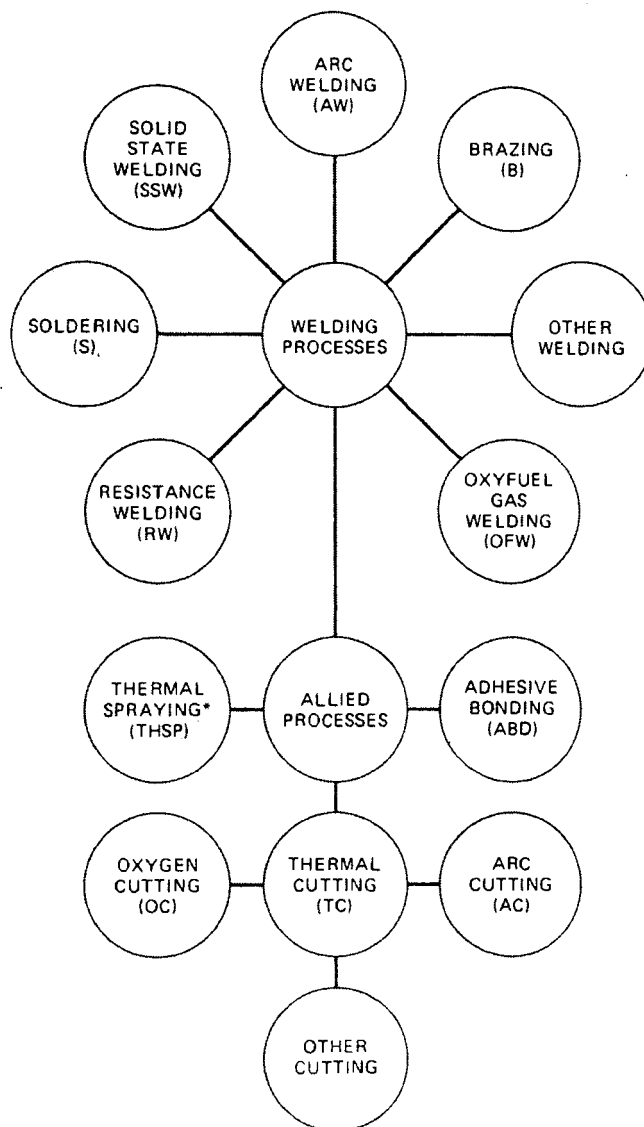 ARC
WELDING
(AW)
SOLID
STATE
WELDING
(SSW)
BRAZING
(B)
SOLDERING
(S)
WELDING
PROCESSES
OTHER
WELDING
RESISTANCE
WELDING
(RW)
OXYFUEL
GAS
WELDING
(OFW)
THERMAL
SPRAYING*
(THSP)
ALLIED
PROCESSES
ADHESIVE
BONDING
(ABD)
OXYGEN
CUTTING
(OC)
THERMAL
CUTTING
(TC)
ARC
CUTTING
(AC)
OTHER
CUTTING